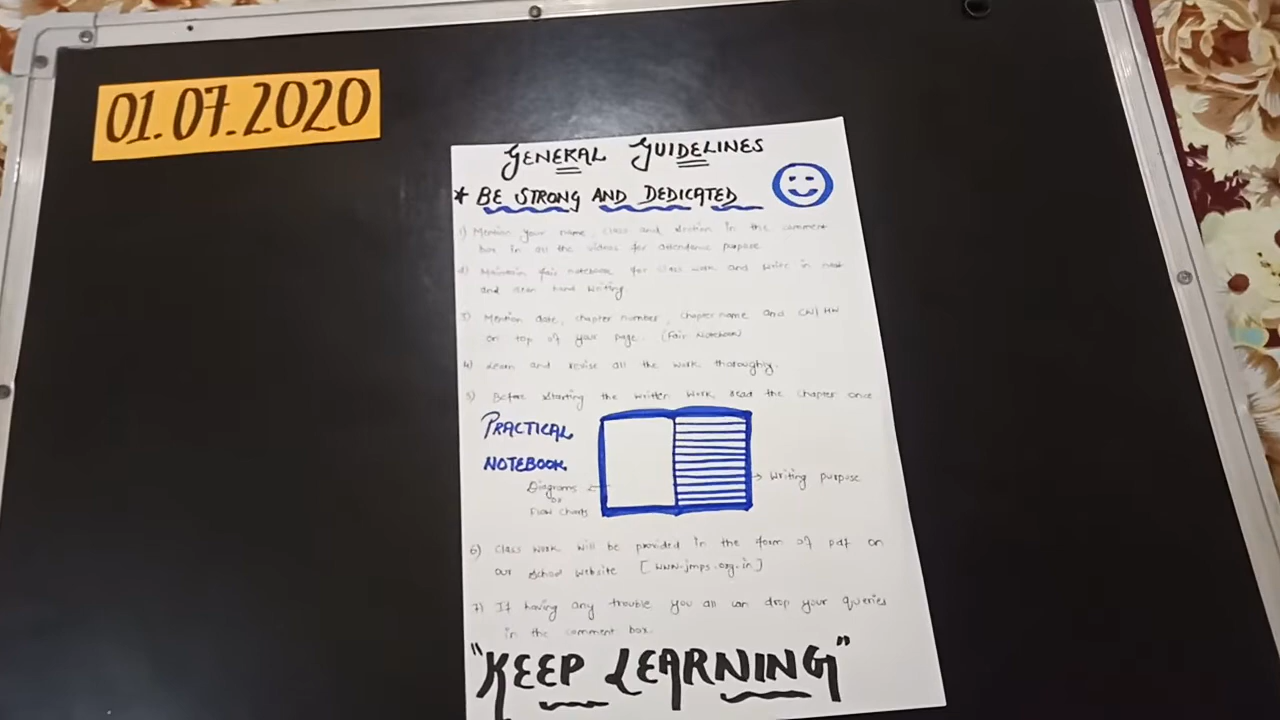 01.07.2020
GENERAL GUIDELINES
* BE STRONG AND DEDICATED
1) Mention your name, class and section in the comment
box in all the videos for attendance purpose
2) Maintain fair notebook for class work and write in neat
and clean hand writing
3) Mention date, chapter number, chapter name and CW/HW
on top of your page. (Fair Notebook)
4) Learn and revise all the work thoroughly.
5) Before starting the written work read the chapter once
PRACTICAL
NOTEBOOK
Diagrams
or
Flow charts
Writing purpose
6) Class work will be provided in the form of pdf on
our school website [www.jmps.org.in]
7) If having any trouble you all can drop your queries
in the comment box.
"KEEP LEARNING"